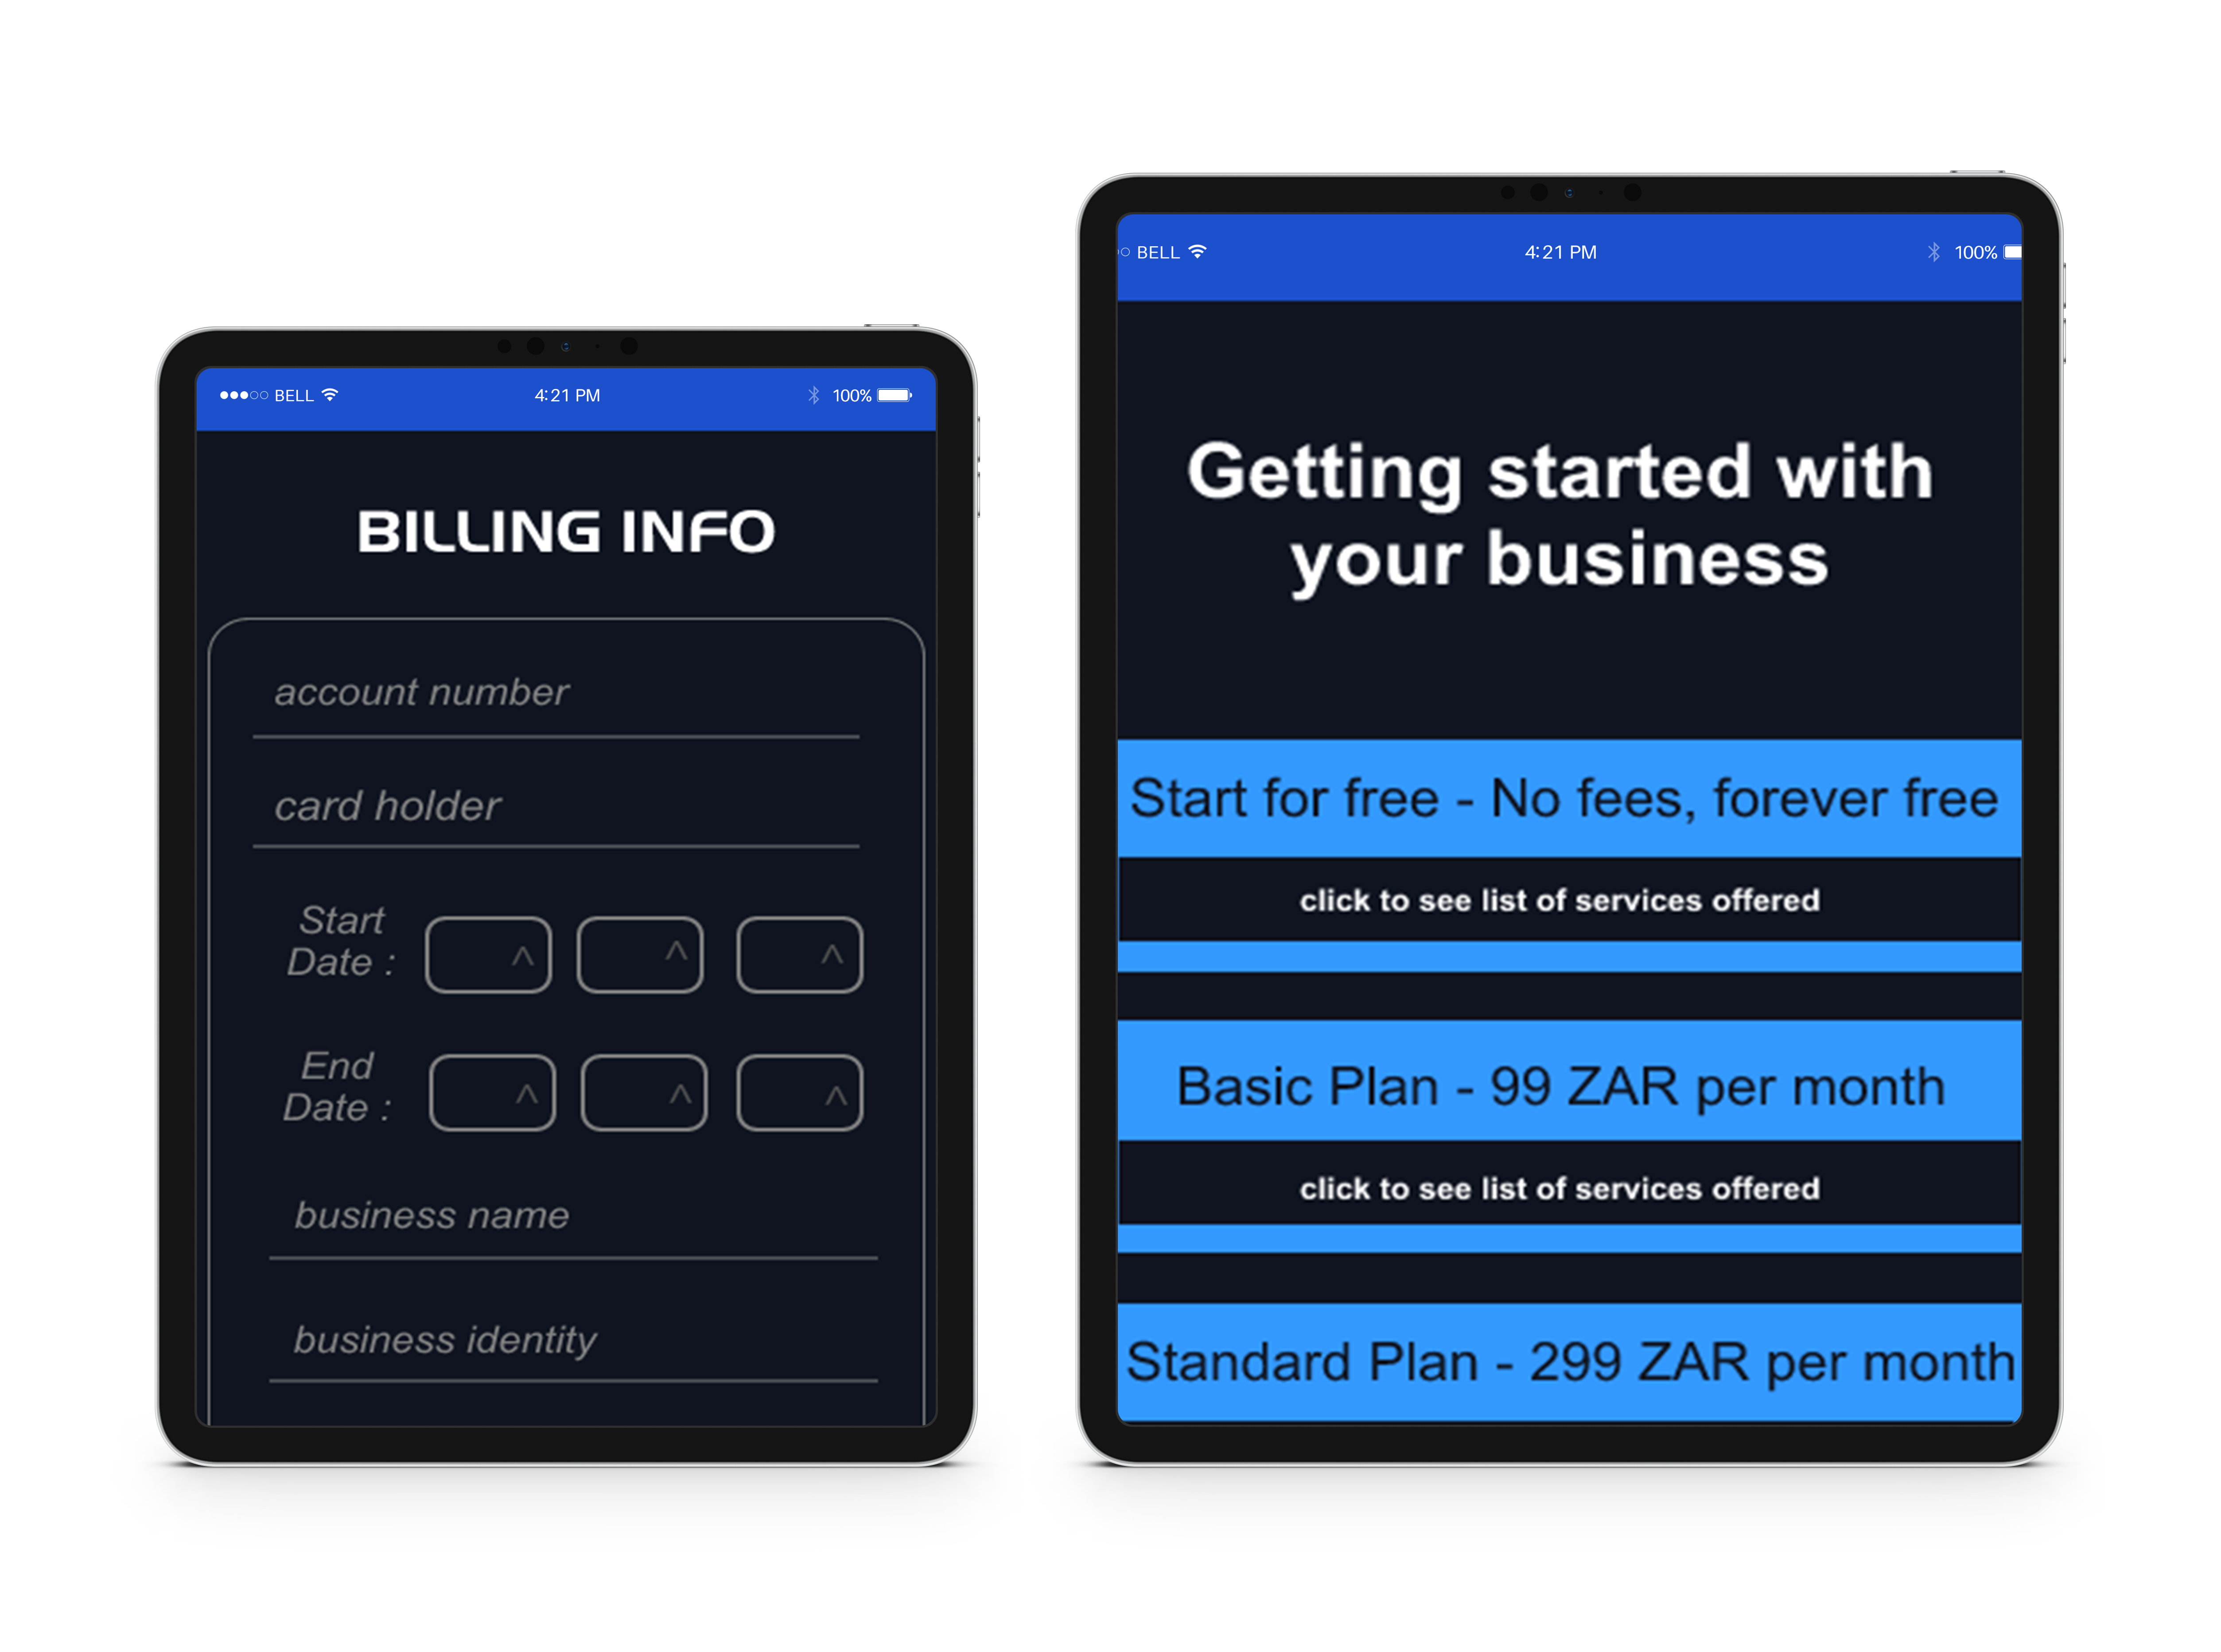 BELL 4:21 PM 100%
BILLING INFO
account number
card holder
Start
Date :
^ ^ ^
End
Date :
^ ^ ^
business name
business identity
BELL 4:21 PM 100%
Getting started with
your business
Start for free - No fees, forever free
click to see list of services offered
Basic Plan - 99 ZAR per month
click to see list of services offered
Standard Plan - 299 ZAR per month